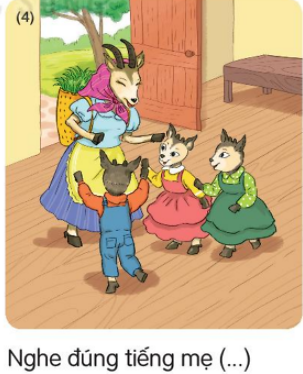 (4)
Nghe đúng tiếng mẹ (...)